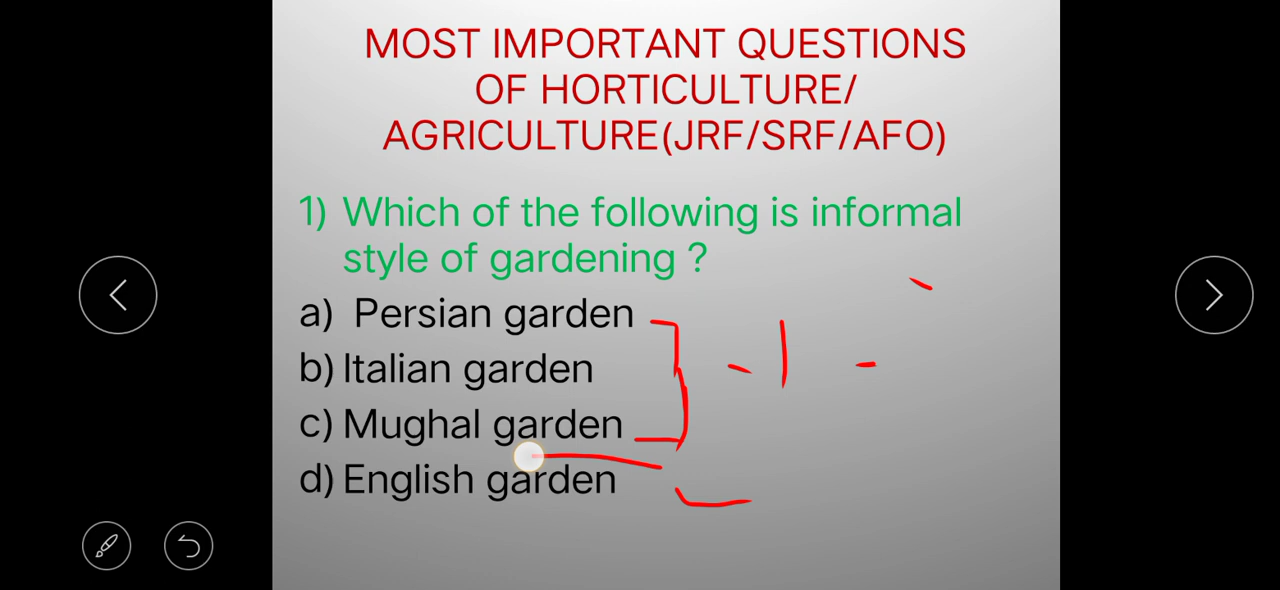 MOST IMPORTANT QUESTIONS
OF HORTICULTURE/
AGRICULTURE(JRF/SRF/AFO)
1) Which of the following is informal
style of gardening ?
a) Persian garden
b) Italian garden
c) Mughal garden
d) English garden